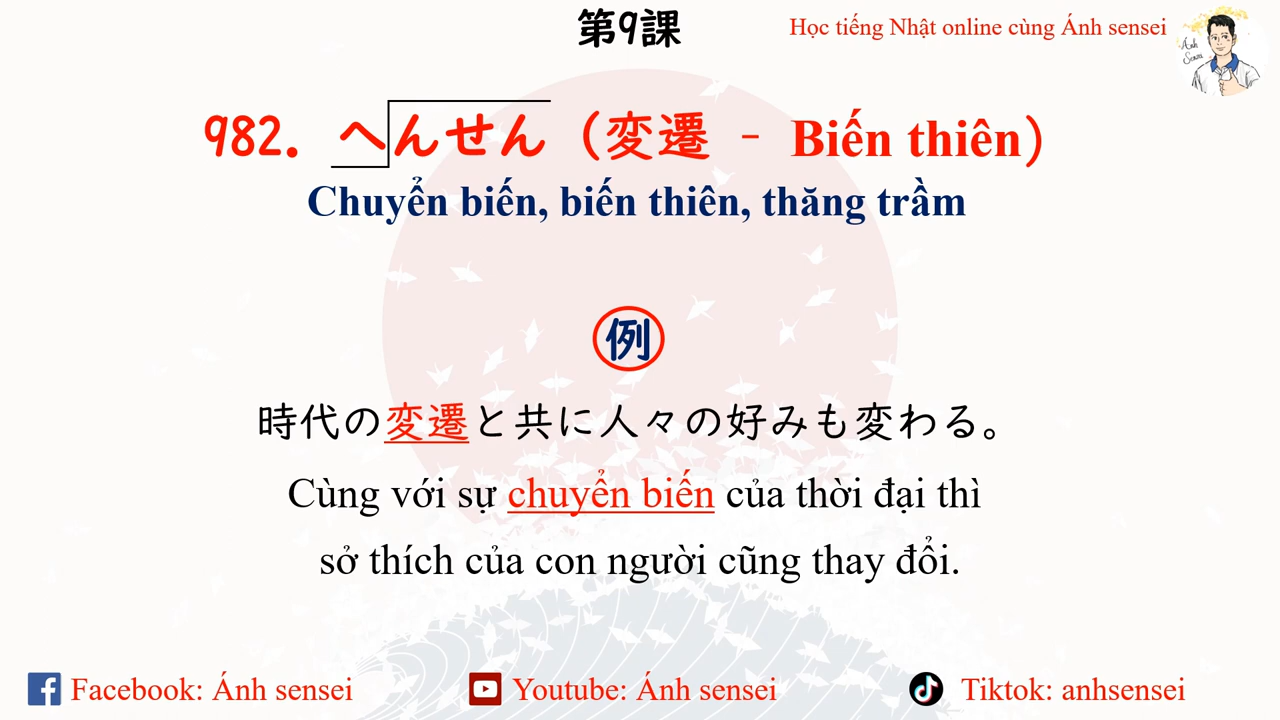 第9課
Học tiếng Nhật online cùng Ánh sensei
Ánh Sensei
982. へんせん（変遷 - Biến thiên）
Chuyển biến, biến thiên, thăng trầm
例
時代の変遷と共に人々の好みも変わる。
Cùng với sự chuyển biến của thời đại thì
sở thích của con người cũng thay đổi.
Facebook: Ánh sensei
Youtube: Ánh sensei
Tiktok: anhsensei